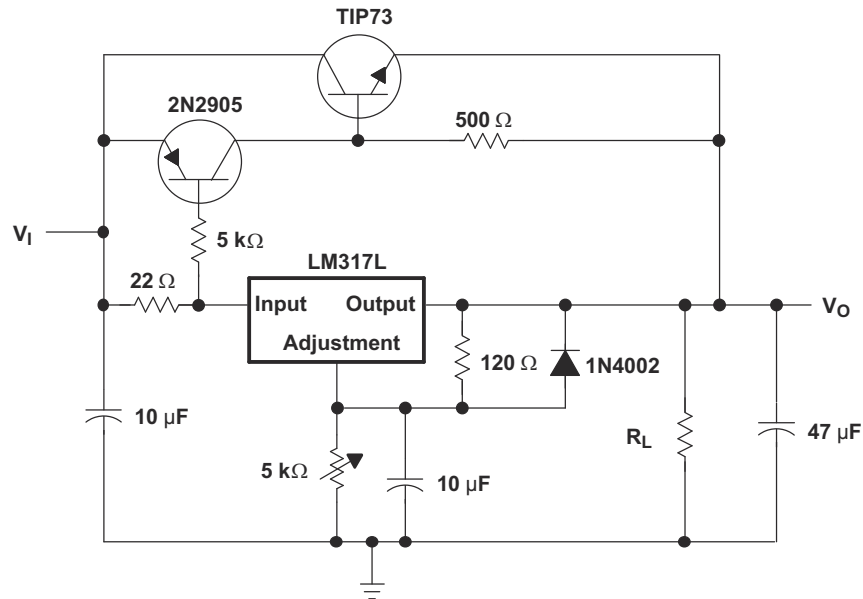 TIP73
2N2905
500 Ω
V_I
5 kΩ
22 Ω
LM317L
Input Output
Adjustment
V_O
120 Ω
1N4002
10 µF
R_L
47 µF
5 kΩ
10 µF